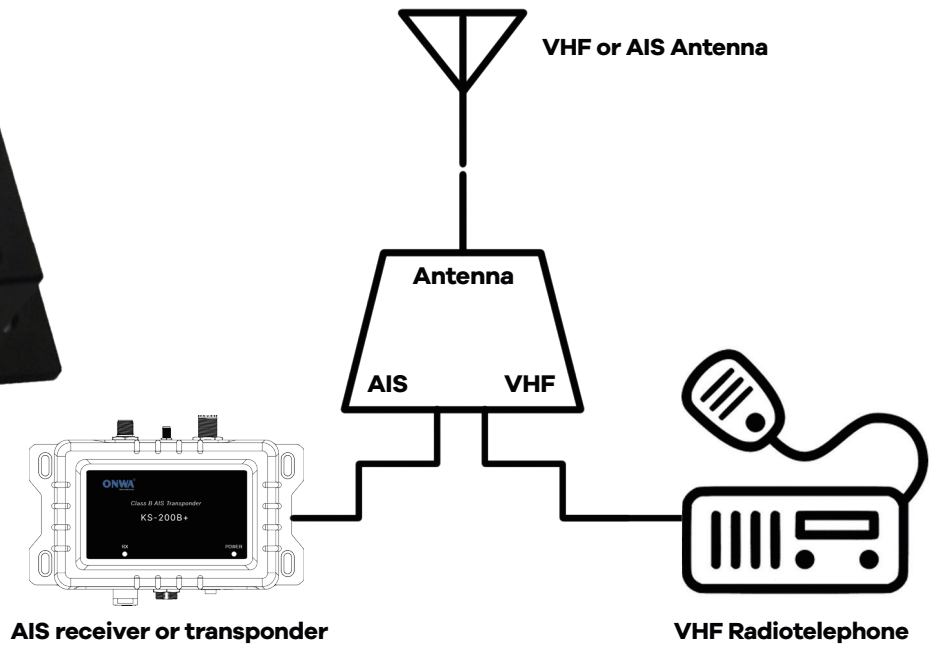 VHF or AIS Antenna
Antenna
AIS
VHF
ONWA
Class B AIS Transponder
KS-200B+
RX
POWER
AIS receiver or transponder
VHF Radiotelephone